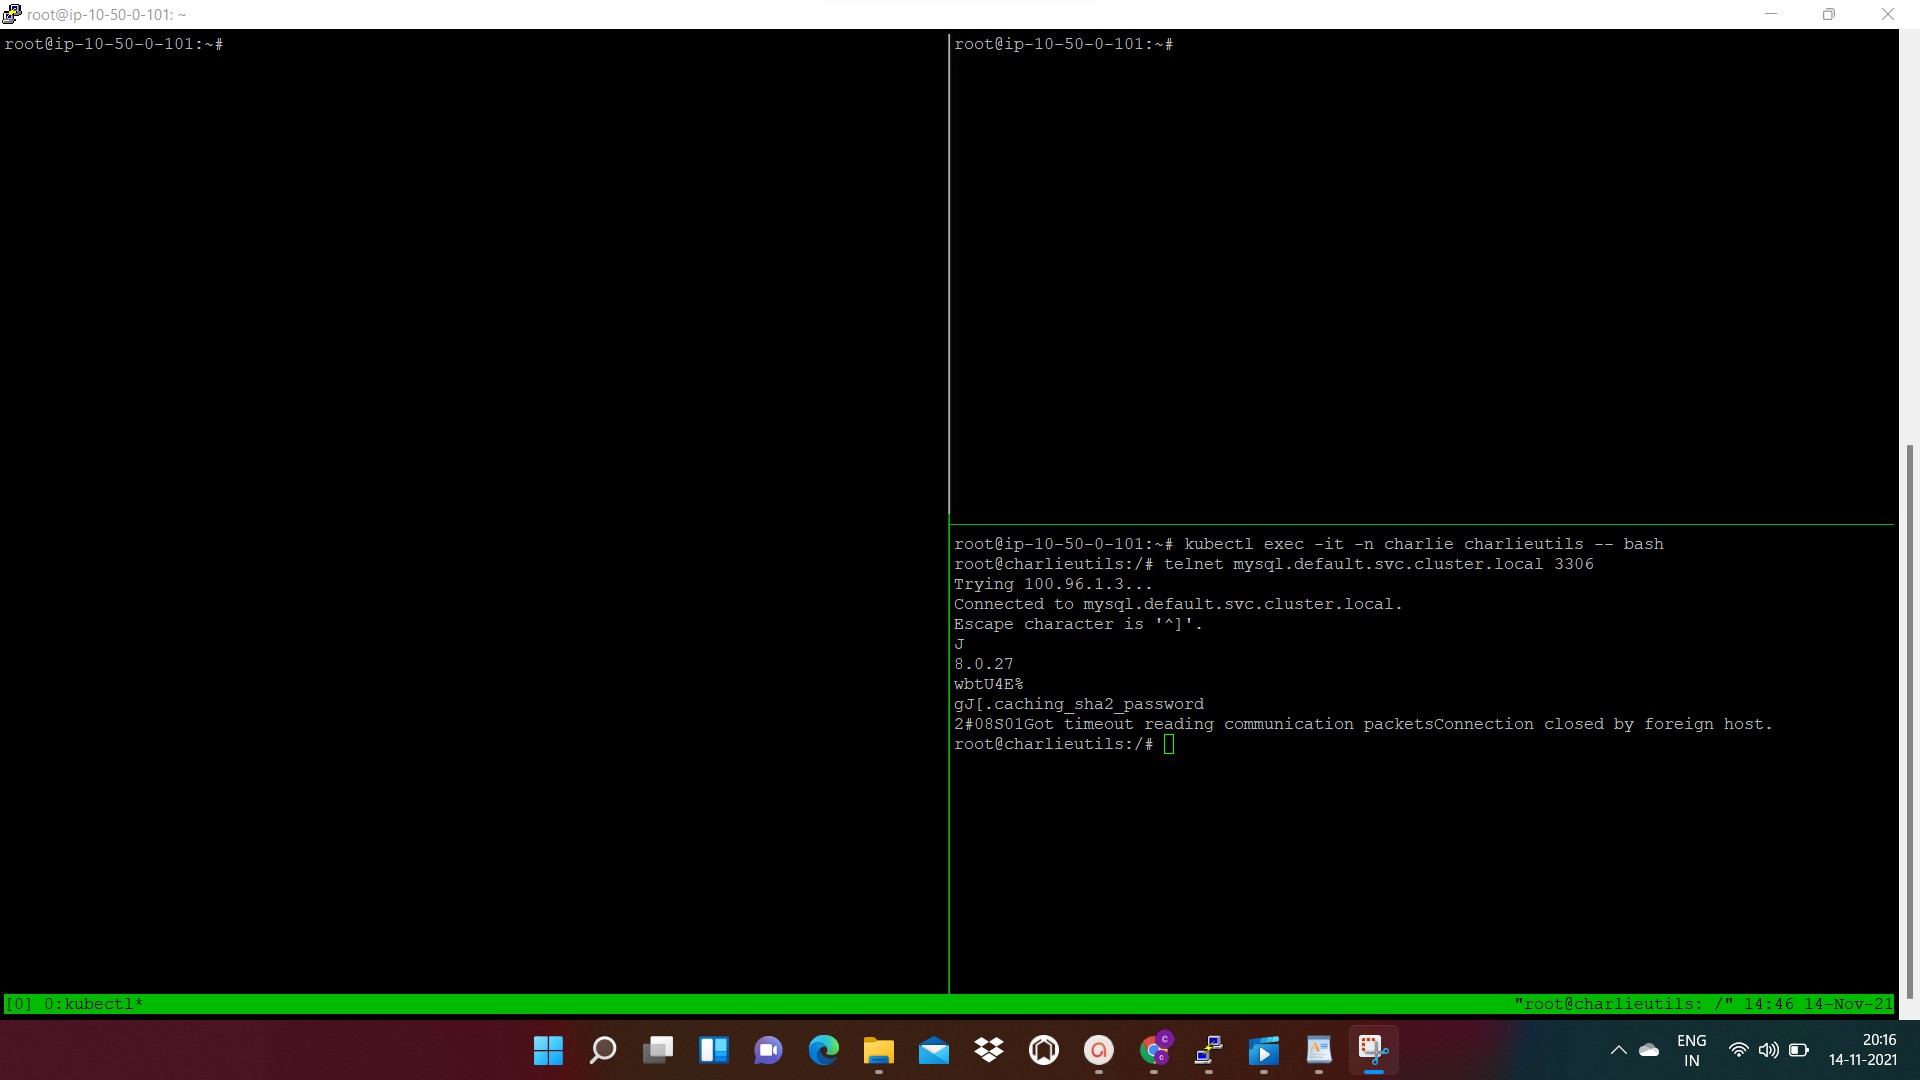 root@ip-10-50-0-101: ~
root@ip-10-50-0-101:~#
root@ip-10-50-0-101:~#
root@ip-10-50-0-101:~# kubectl exec -it -n charlie charlieutils -- bash
root@charlieutils:/# telnet mysql.default.svc.cluster.local 3306
Trying 100.96.1.3...
Connected to mysql.default.svc.cluster.local.
Escape character is '^]'.
J
8.0.27
wbtU4E%
gJ[.caching_sha2_password
2#08S01Got timeout reading communication packetsConnection closed by foreign host.
root@charlieutils:/#
[0] 0:kubectl*
"root@charlieutils: /" 14:46 14-Nov-21
ENG
IN
20:16
14-11-2021